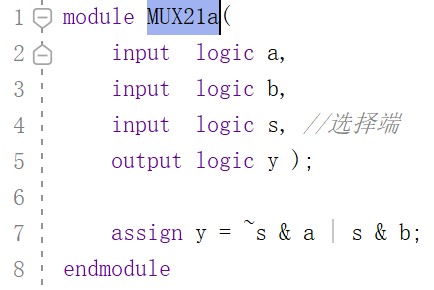 1 module MUX21a(
2     input  logic a,
3     input  logic b,
4     input  logic s, //选择端
5     output logic y );
6
7     assign y = ~s & a | s & b;
8 endmodule